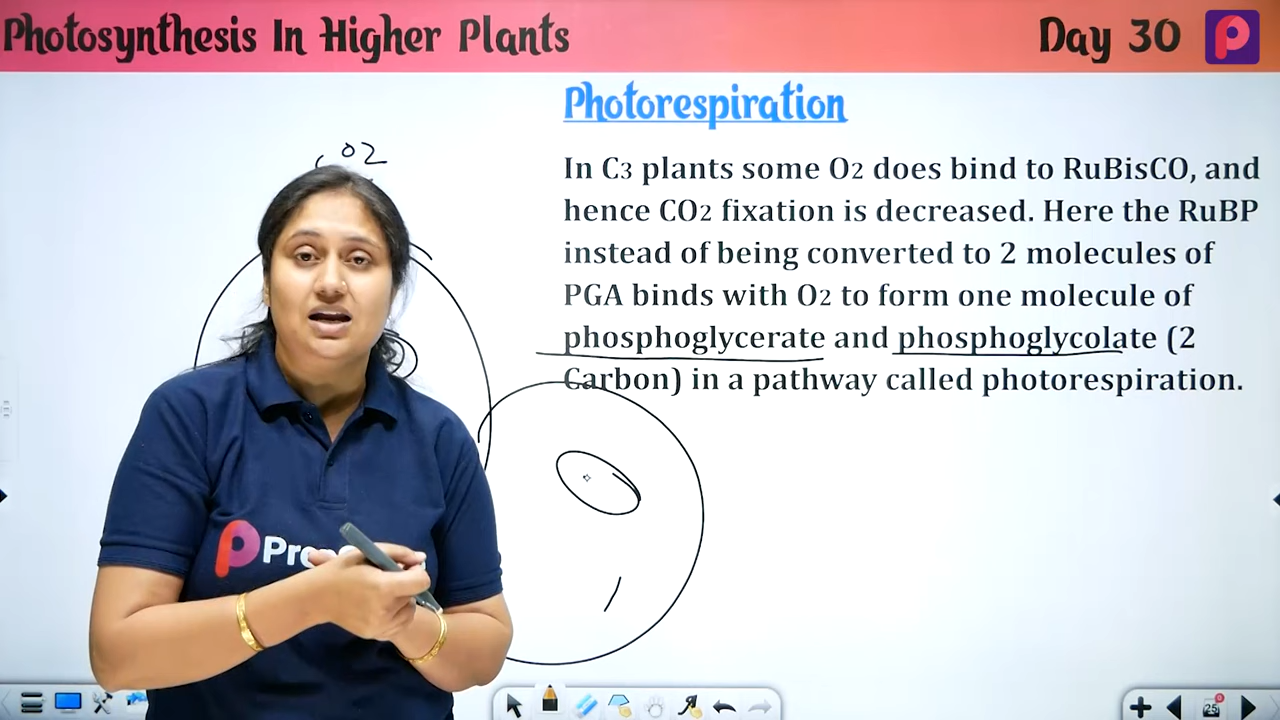 Photosynthesis In Higher Plants
Day 30
Photorespiration
O2
In C3 plants some O2 does bind to RuBisCO, and
hence CO2 fixation is decreased. Here the RuBP
instead of being converted to 2 molecules of
PGA binds with O2 to form one molecule of
phosphoglycerate and phosphoglycolate (2
Carbon) in a pathway called photorespiration.
25